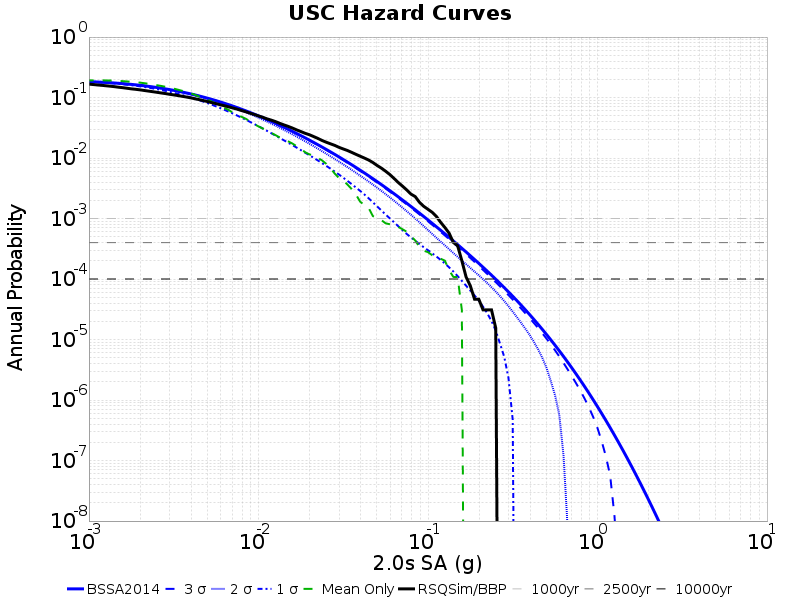 USC Hazard Curves
Annual Probability
10^0
10^-1
10^-2
10^-3
10^-4
10^-5
10^-6
10^-7
10^-8
10^-3 10^-2 10^-1 10^0 10^1
2.0s SA (g)
BSSA2014 3 σ 2 σ 1 σ Mean Only RSQSim/BBP 1000yr 2500yr 10000yr